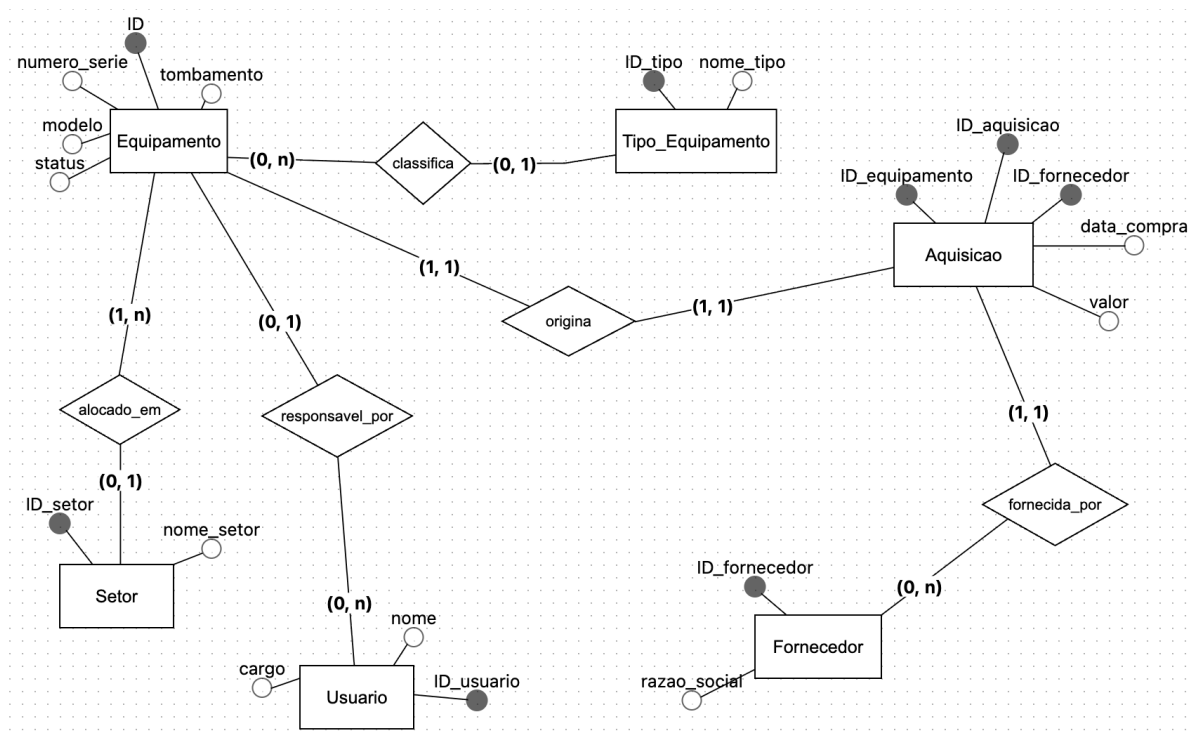 ID
numero_serie
tombamento
modelo
status
Equipamento
(0, n)
classifica
(0, 1)
ID_tipo
nome_tipo
Tipo_Equipamento
ID_aquisicao
ID_equipamento
ID_fornecedor
data_compra
Aquisicao
valor
(1, 1)
origina
(1, 1)
(1, n)
(0, 1)
alocado_em
responsavel_por
(1, 1)
(0, 1)
ID_setor
nome_setor
Setor
fornecida_por
(0, n)
ID_fornecedor
Fornecedor
razao_social
(0, n)
nome
cargo
ID_usuario
Usuario